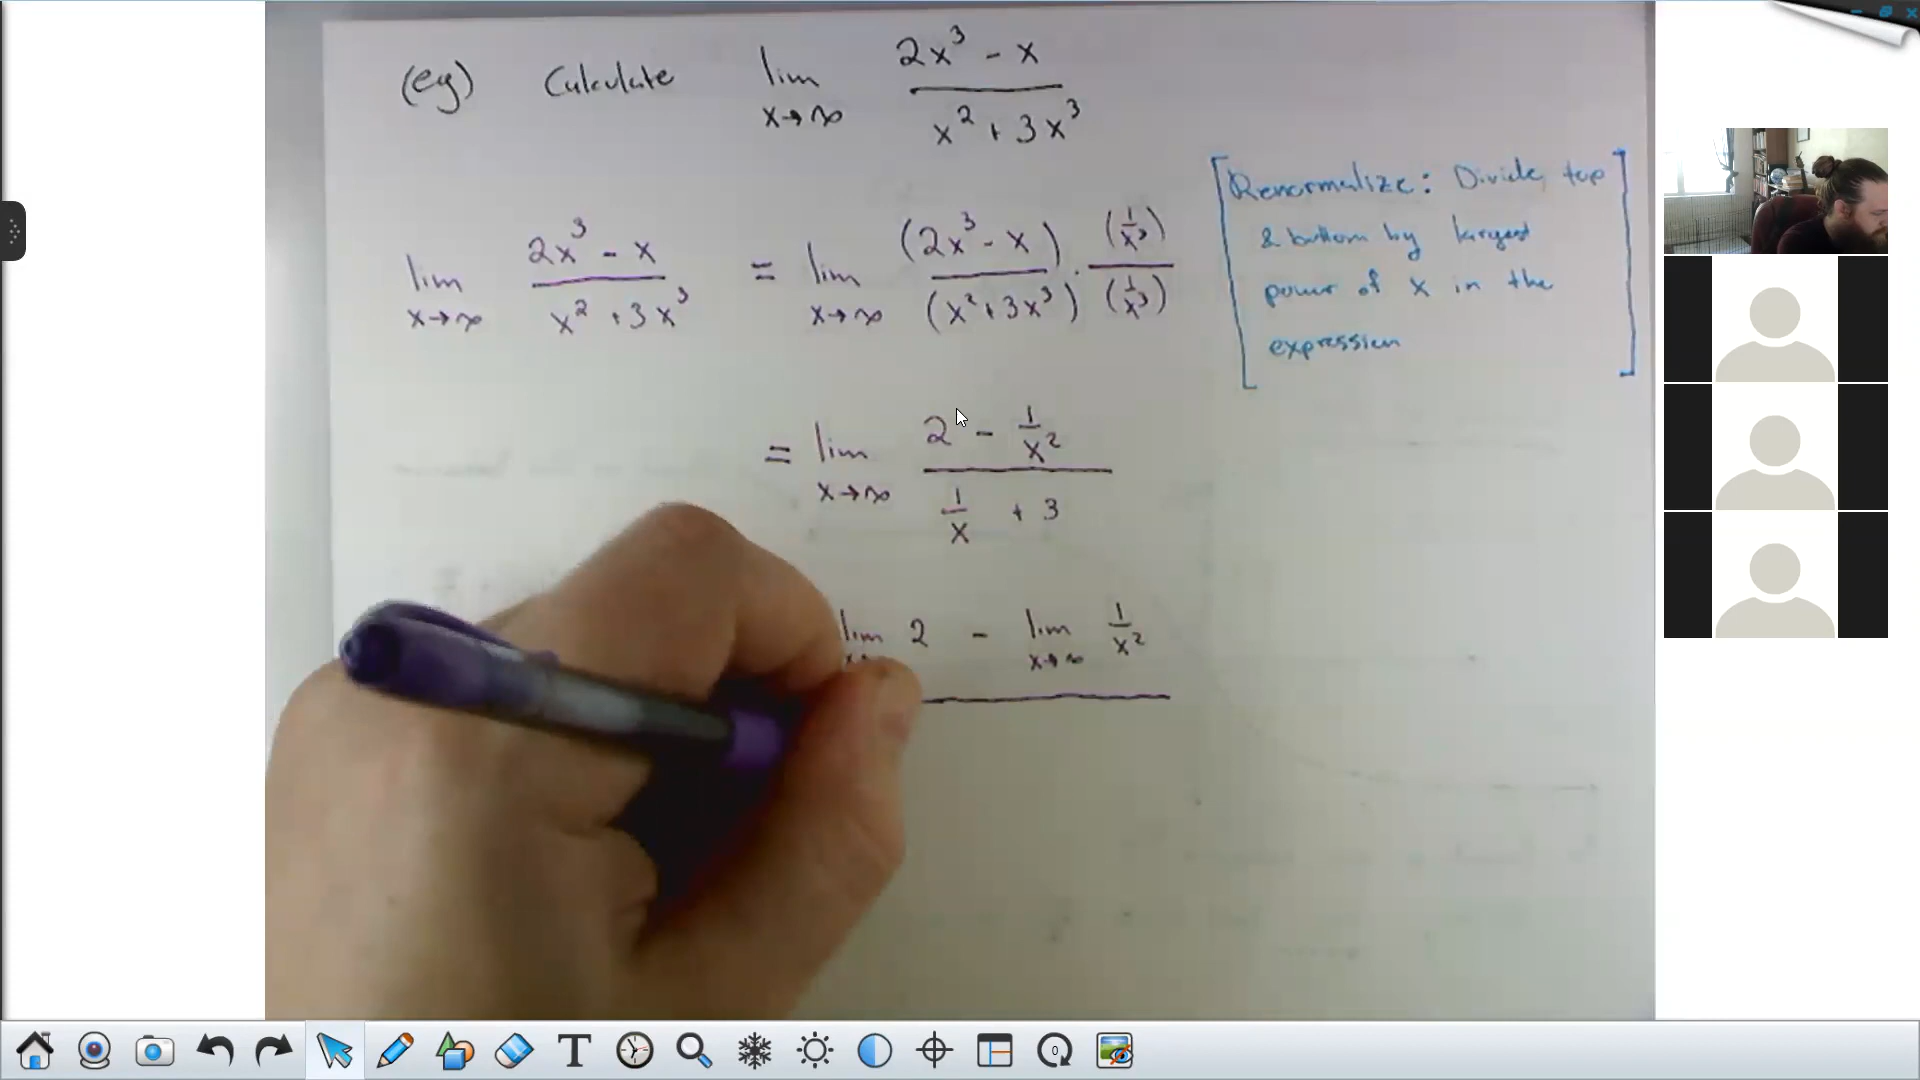 (eg) Calculate lim x→∞ (2x³ - x)/(x² + 3x³)
lim x→∞ (2x³ - x)/(x² + 3x³) = lim x→∞ (2x³ - x)/(x² + 3x³) · (1/x³)/(1/x³)
[Renormalize: Divide top
& bottom by largest
power of x in the
expression]
= lim x→∞ (2 - 1/x²)/(1/x + 3)
lim 2 - lim x→∞ 1/x²
T
0